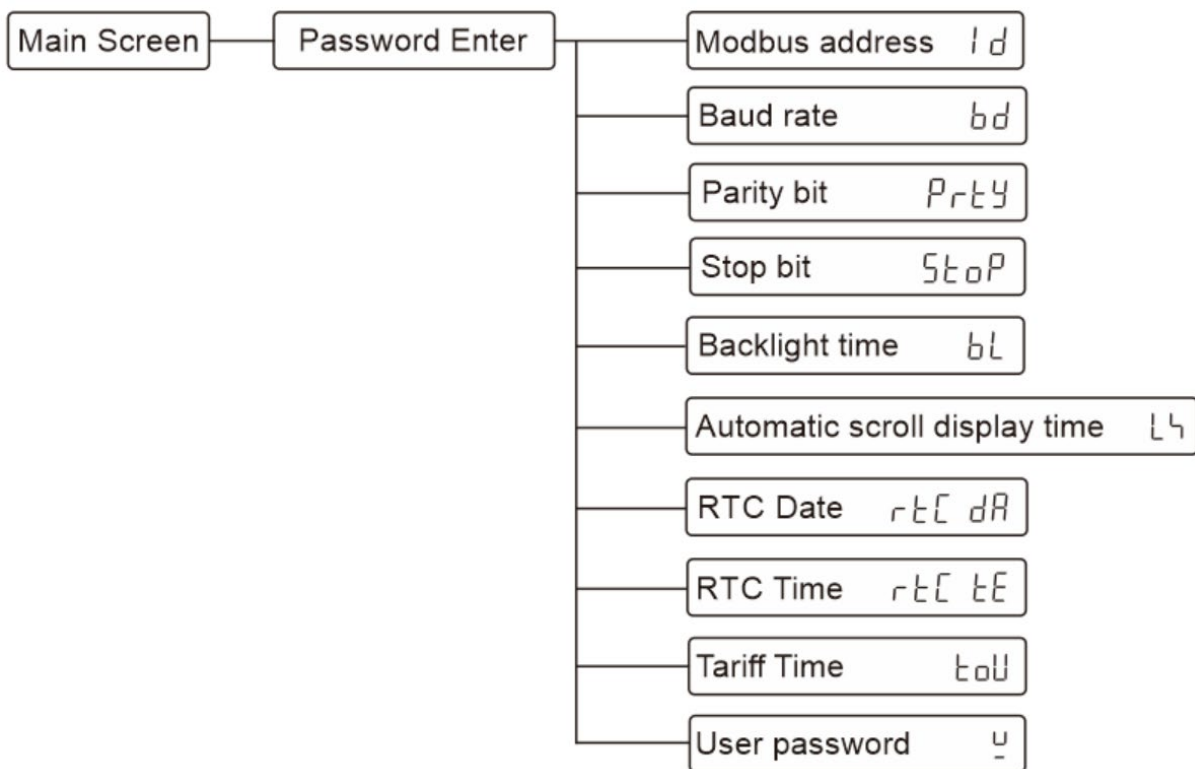 Main Screen
Password Enter
Modbus address Id
Baud rate bd
Parity bit PrtY
Stop bit StoP
Backlight time bL
Automatic scroll display time
RTC Date rtC dA
RTC Time rtC tE
Tariff Time toU
User password